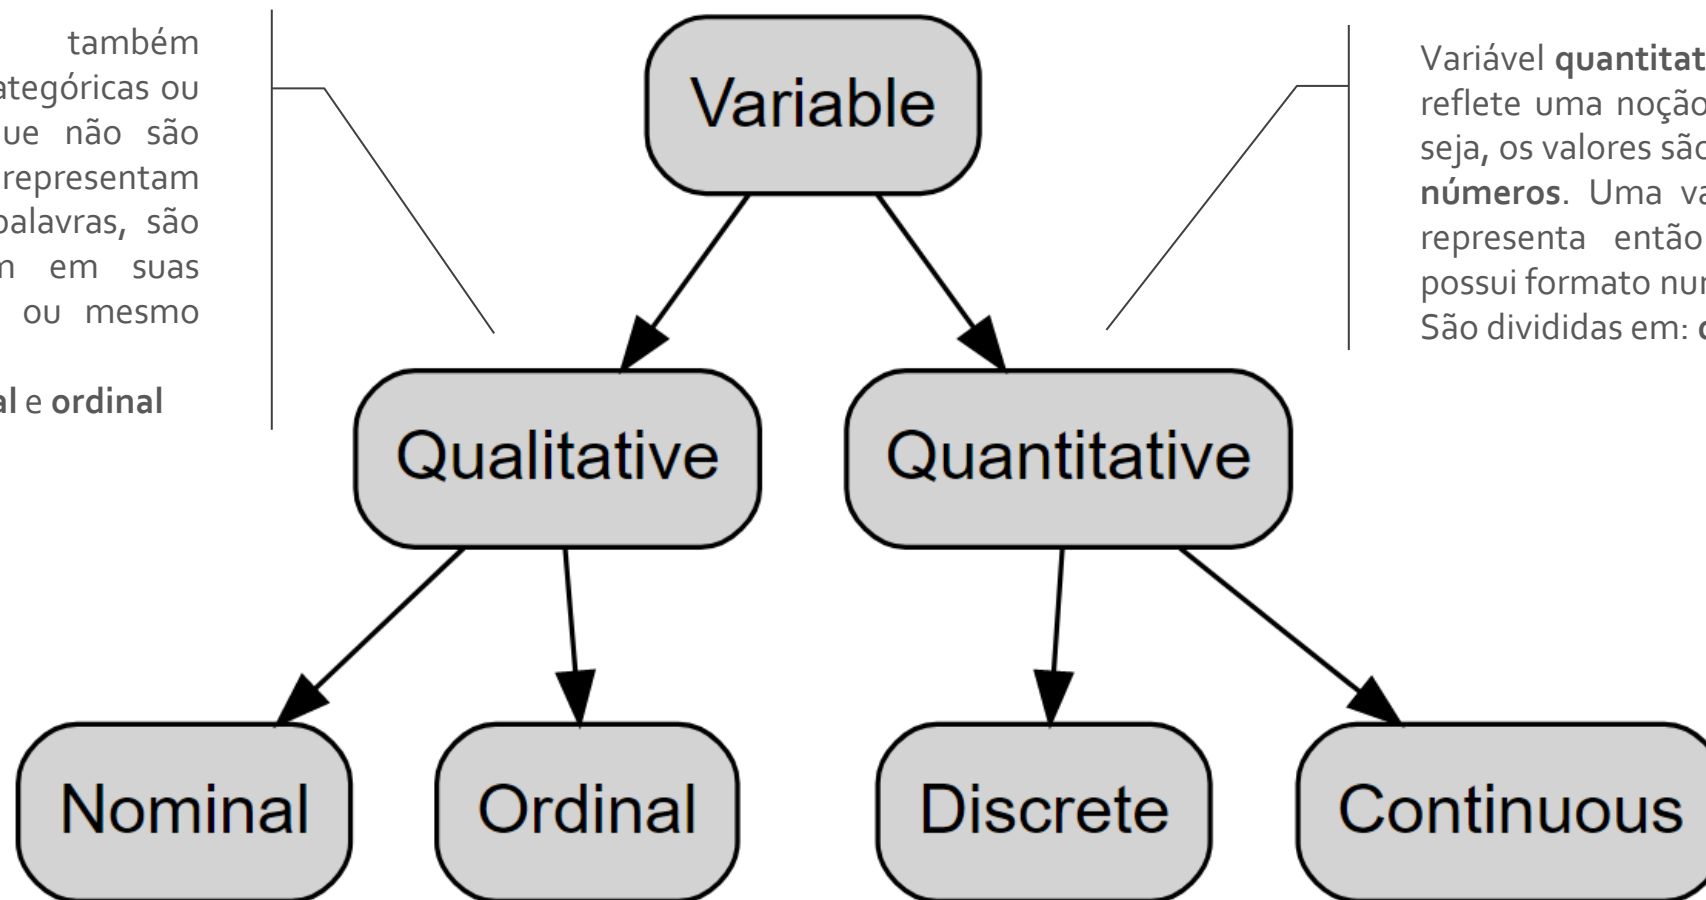 também
ategóricas ou
ue não são
representam
palavras, são
m em suas
ou mesmo
al e ordinal
Variable
Variável quantitat
reflete uma noção
seja, os valores são
números. Uma va
representa então
possui formato nu
São divididas em:
Qualitative
Quantitative
Nominal
Ordinal
Discrete
Continuous